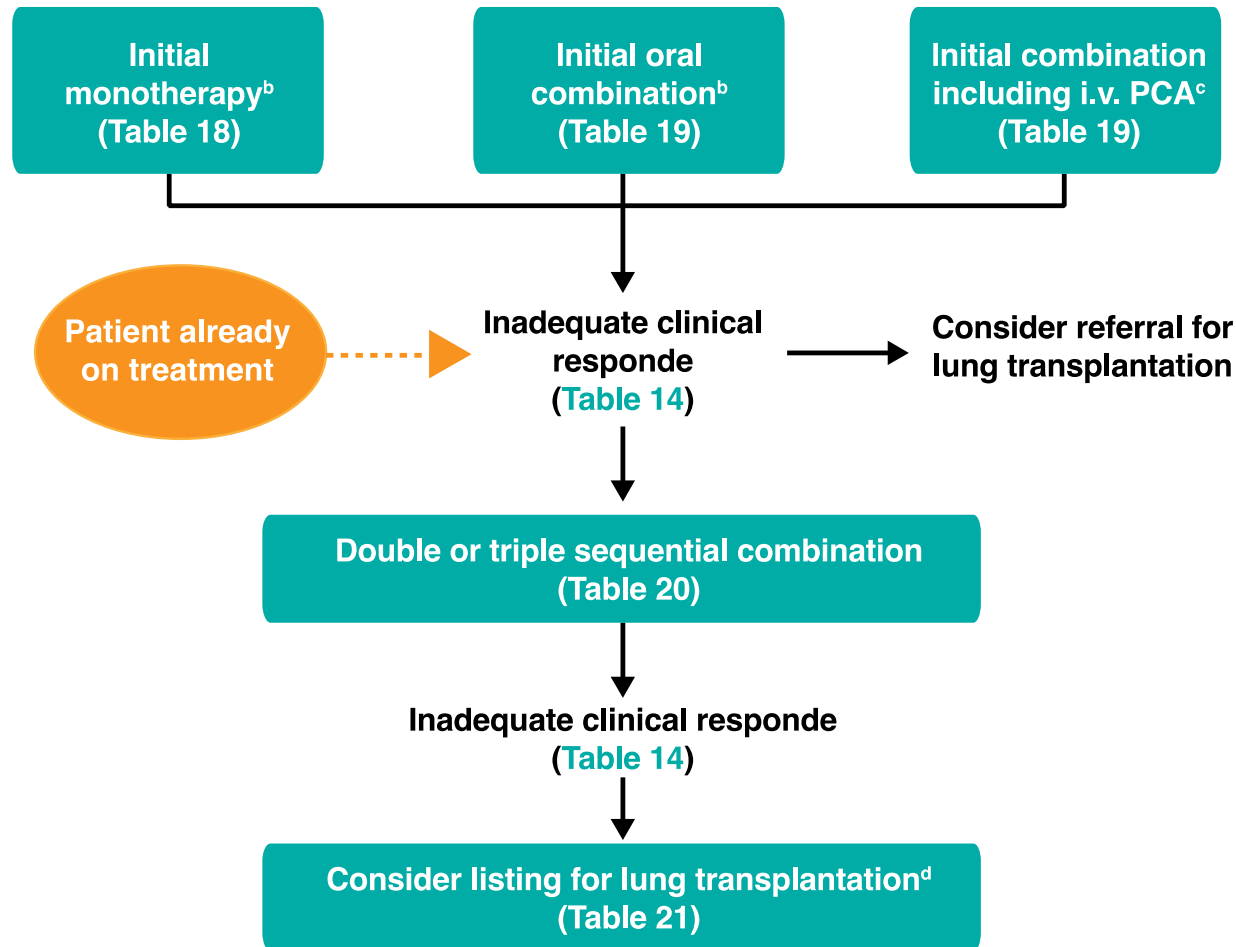 Initial
monotherapyᵇ
(Table 18)
Initial oral
combinationᵇ
(Table 19)
Initial combination
including i.v. PCAᶜ
(Table 19)
Patient already
on treatment
Inadequate clinical
responde
(Table 14)
Consider referral for
lung transplantation
Double or triple sequential combination
(Table 20)
Inadequate clinical responde
(Table 14)
Consider listing for lung transplantationᵈ
(Table 21)